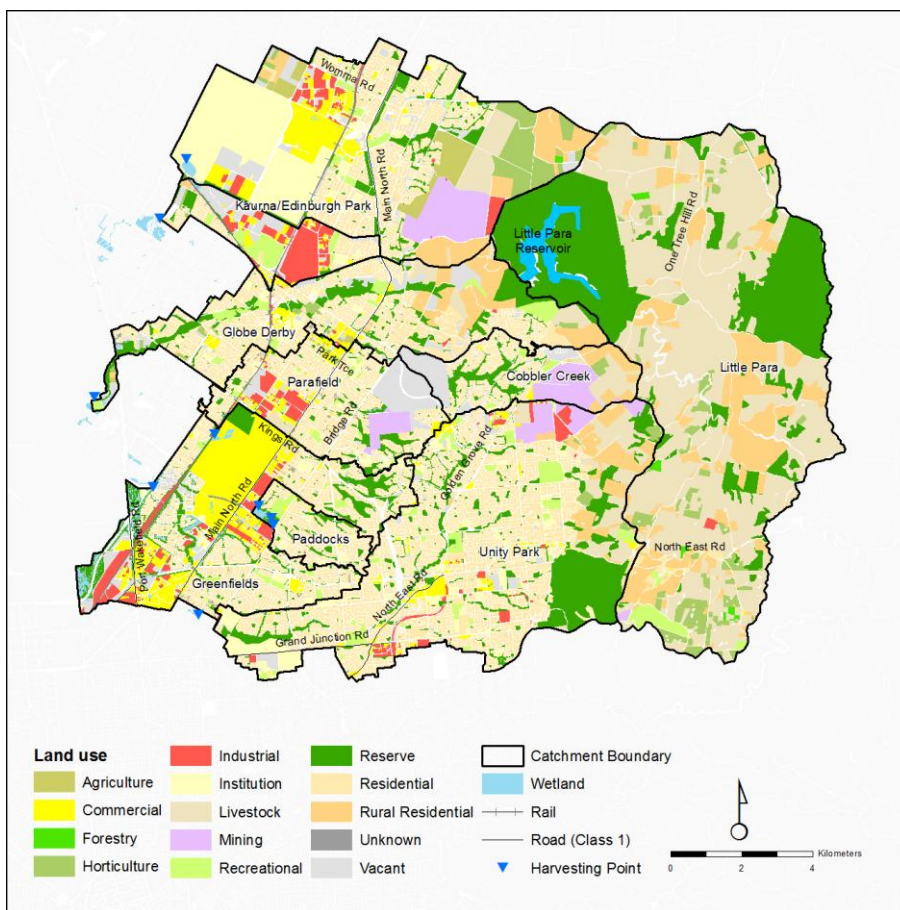 Womma Rd
Main North Rd
Kaurna/Edinburgh Park
Little Para
Reservoir
One Tree Hill Rd
Globe Derby
Park Tce
Parafield
Cobbler Creek
Little Para
Bridge Rd
Kings Rd
Golden Grove Rd
Main North Rd
Port Wakefield Rd
Paddocks
Unity Park
North East Rd
Greenfields
North East Rd
Grand Junction Rd
Land use
Agriculture
Commercial
Forestry
Horticulture
Industrial
Institution
Livestock
Mining
Recreational
Reserve
Residential
Rural Residential
Unknown
Vacant
Catchment Boundary
Wetland
Rail
Road (Class 1)
Harvesting Point
Kilometers
0 2 4